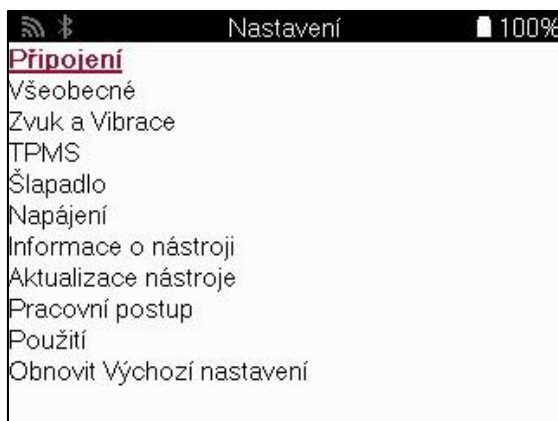 Nastavení 100%
Připojení
Všeobecné
Zvuk a Vibrace
TPMS
Šlapadlo
Napájení
Informace o nástroji
Aktualizace nástroje
Pracovní postup
Použití
Obnovit Výchozí nastavení